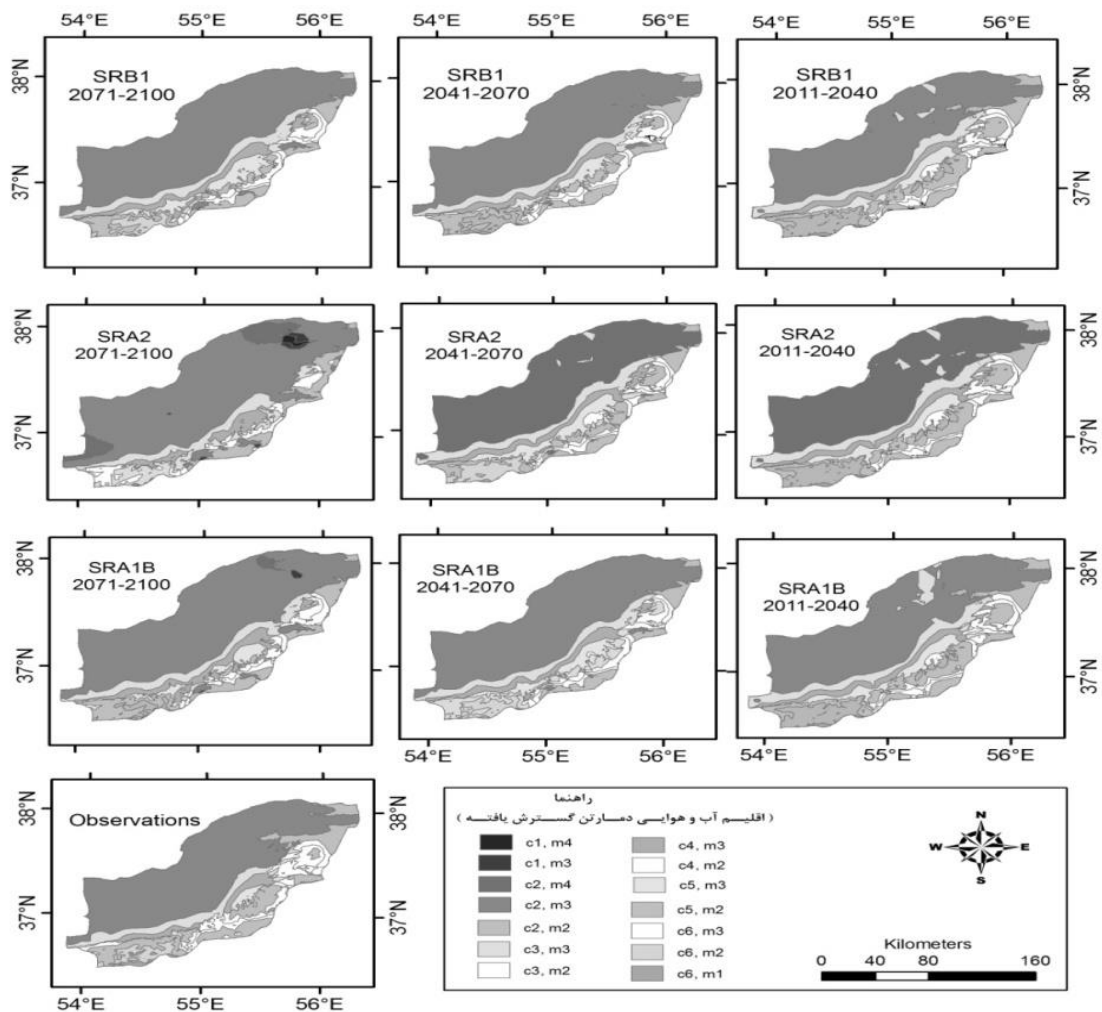 54°E 55°E 56°E 54°E 55°E 56°E 54°E 55°E 56°E
38°N
37°N
SRB1
2071-2100
SRB1
2041-2070
SRB1
2011-2040
38°N
37°N
38°N
37°N
SRA2
2071-2100
SRA2
2041-2070
SRA2
2011-2040
38°N
37°N
38°N
37°N
SRA1B
2071-2100
SRA1B
2041-2070
SRA1B
2011-2040
38°N
37°N
54°E 55°E 56°E 54°E 55°E 56°E
Observations
38°N
37°N
38°N
37°N
54°E 55°E 56°E
راهنما
( اقلیم آب و هوایی دمارتن گسترش یافته )
c1, m4
c1, m3
c2, m4
c2, m3
c2, m2
c3, m3
c3, m2
c4, m3
c4, m2
c5, m3
c5, m2
c6, m3
c6, m2
c6, m1
N
W E
S
Kilometers
0 40 80 160